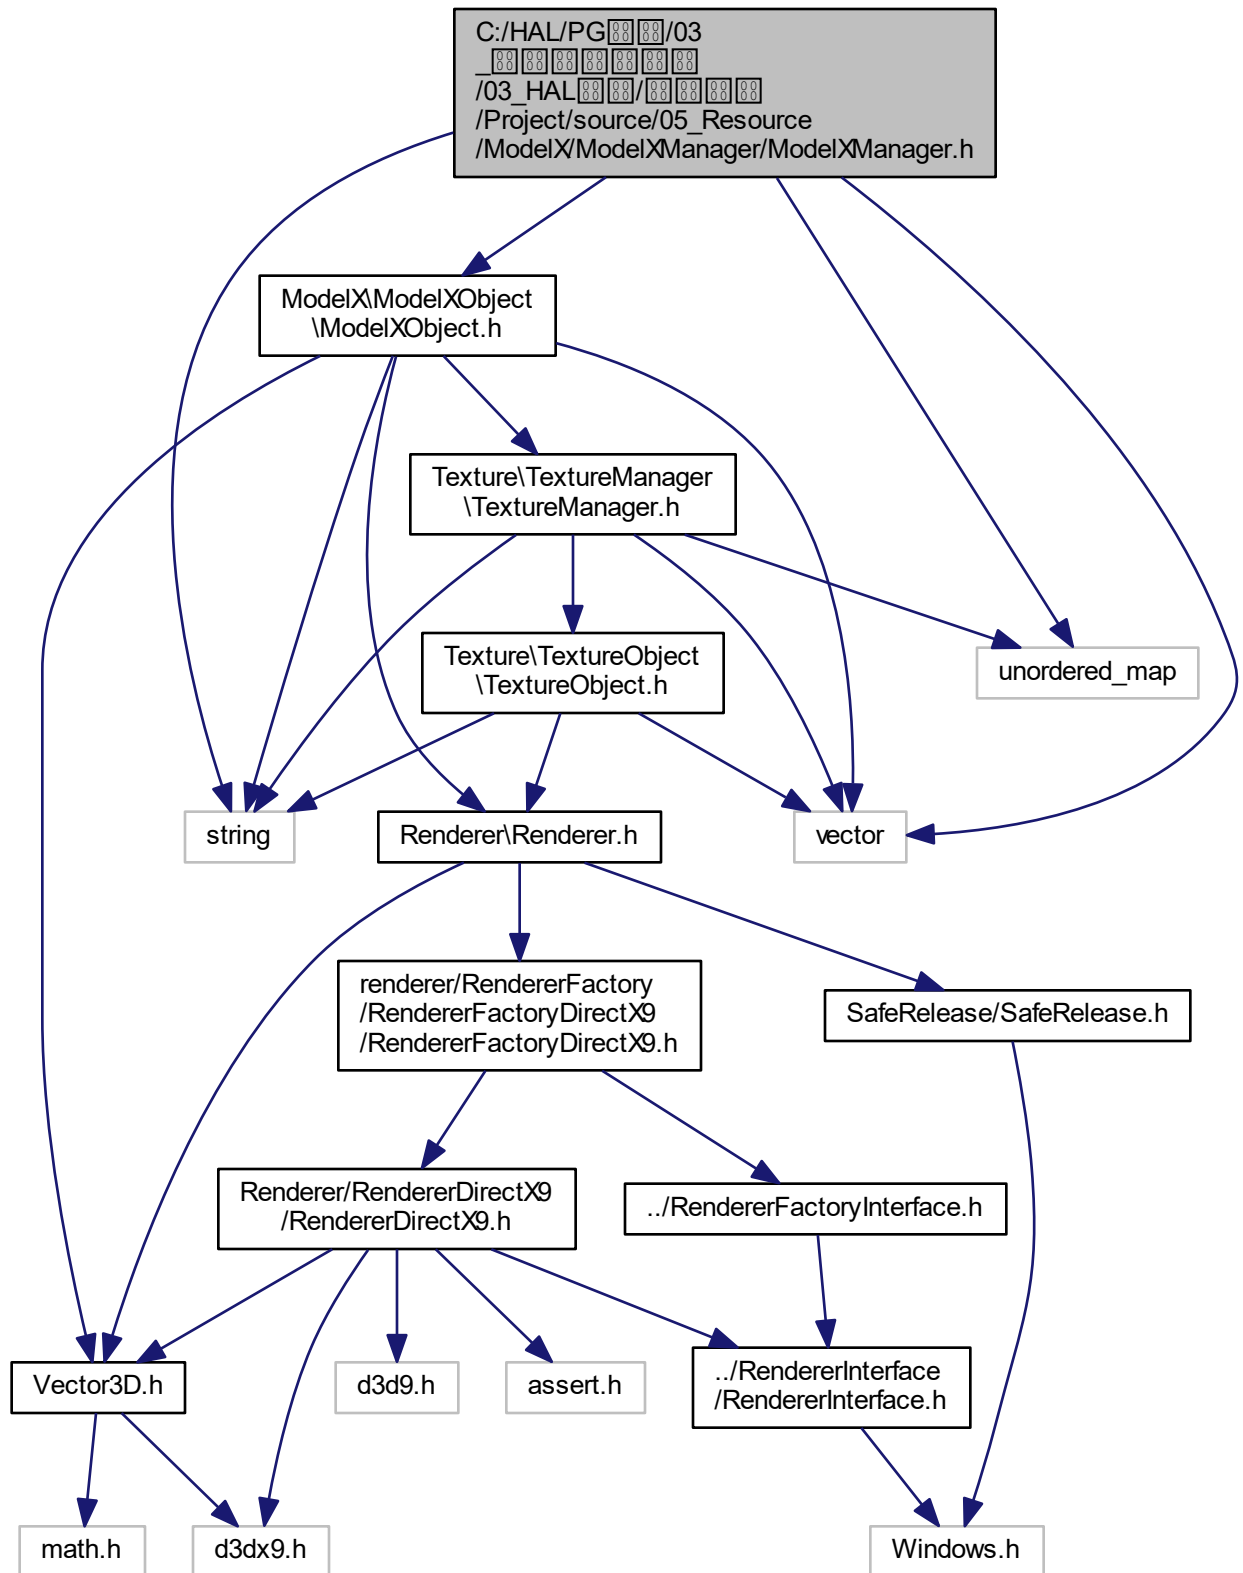 C:/HAL/PG/03
_
/03_HAL/
/Project/source/05_Resource
/ModelX/ModelXManager/ModelXManager.h
ModelX\ModelXObject
\ModelXObject.h
Texture\TextureManager
\TextureManager.h
Texture\TextureObject
\TextureObject.h
unordered_map
string
Renderer\Renderer.h
vector
renderer/RendererFactory
/RendererFactoryDirectX9
/RendererFactoryDirectX9.h
SafeRelease/SafeRelease.h
Renderer/RendererDirectX9
/RendererDirectX9.h
../RendererFactoryInterface.h
Vector3D.h
d3d9.h
assert.h
../RendererInterface
/RendererInterface.h
math.h
d3dx9.h
Windows.h